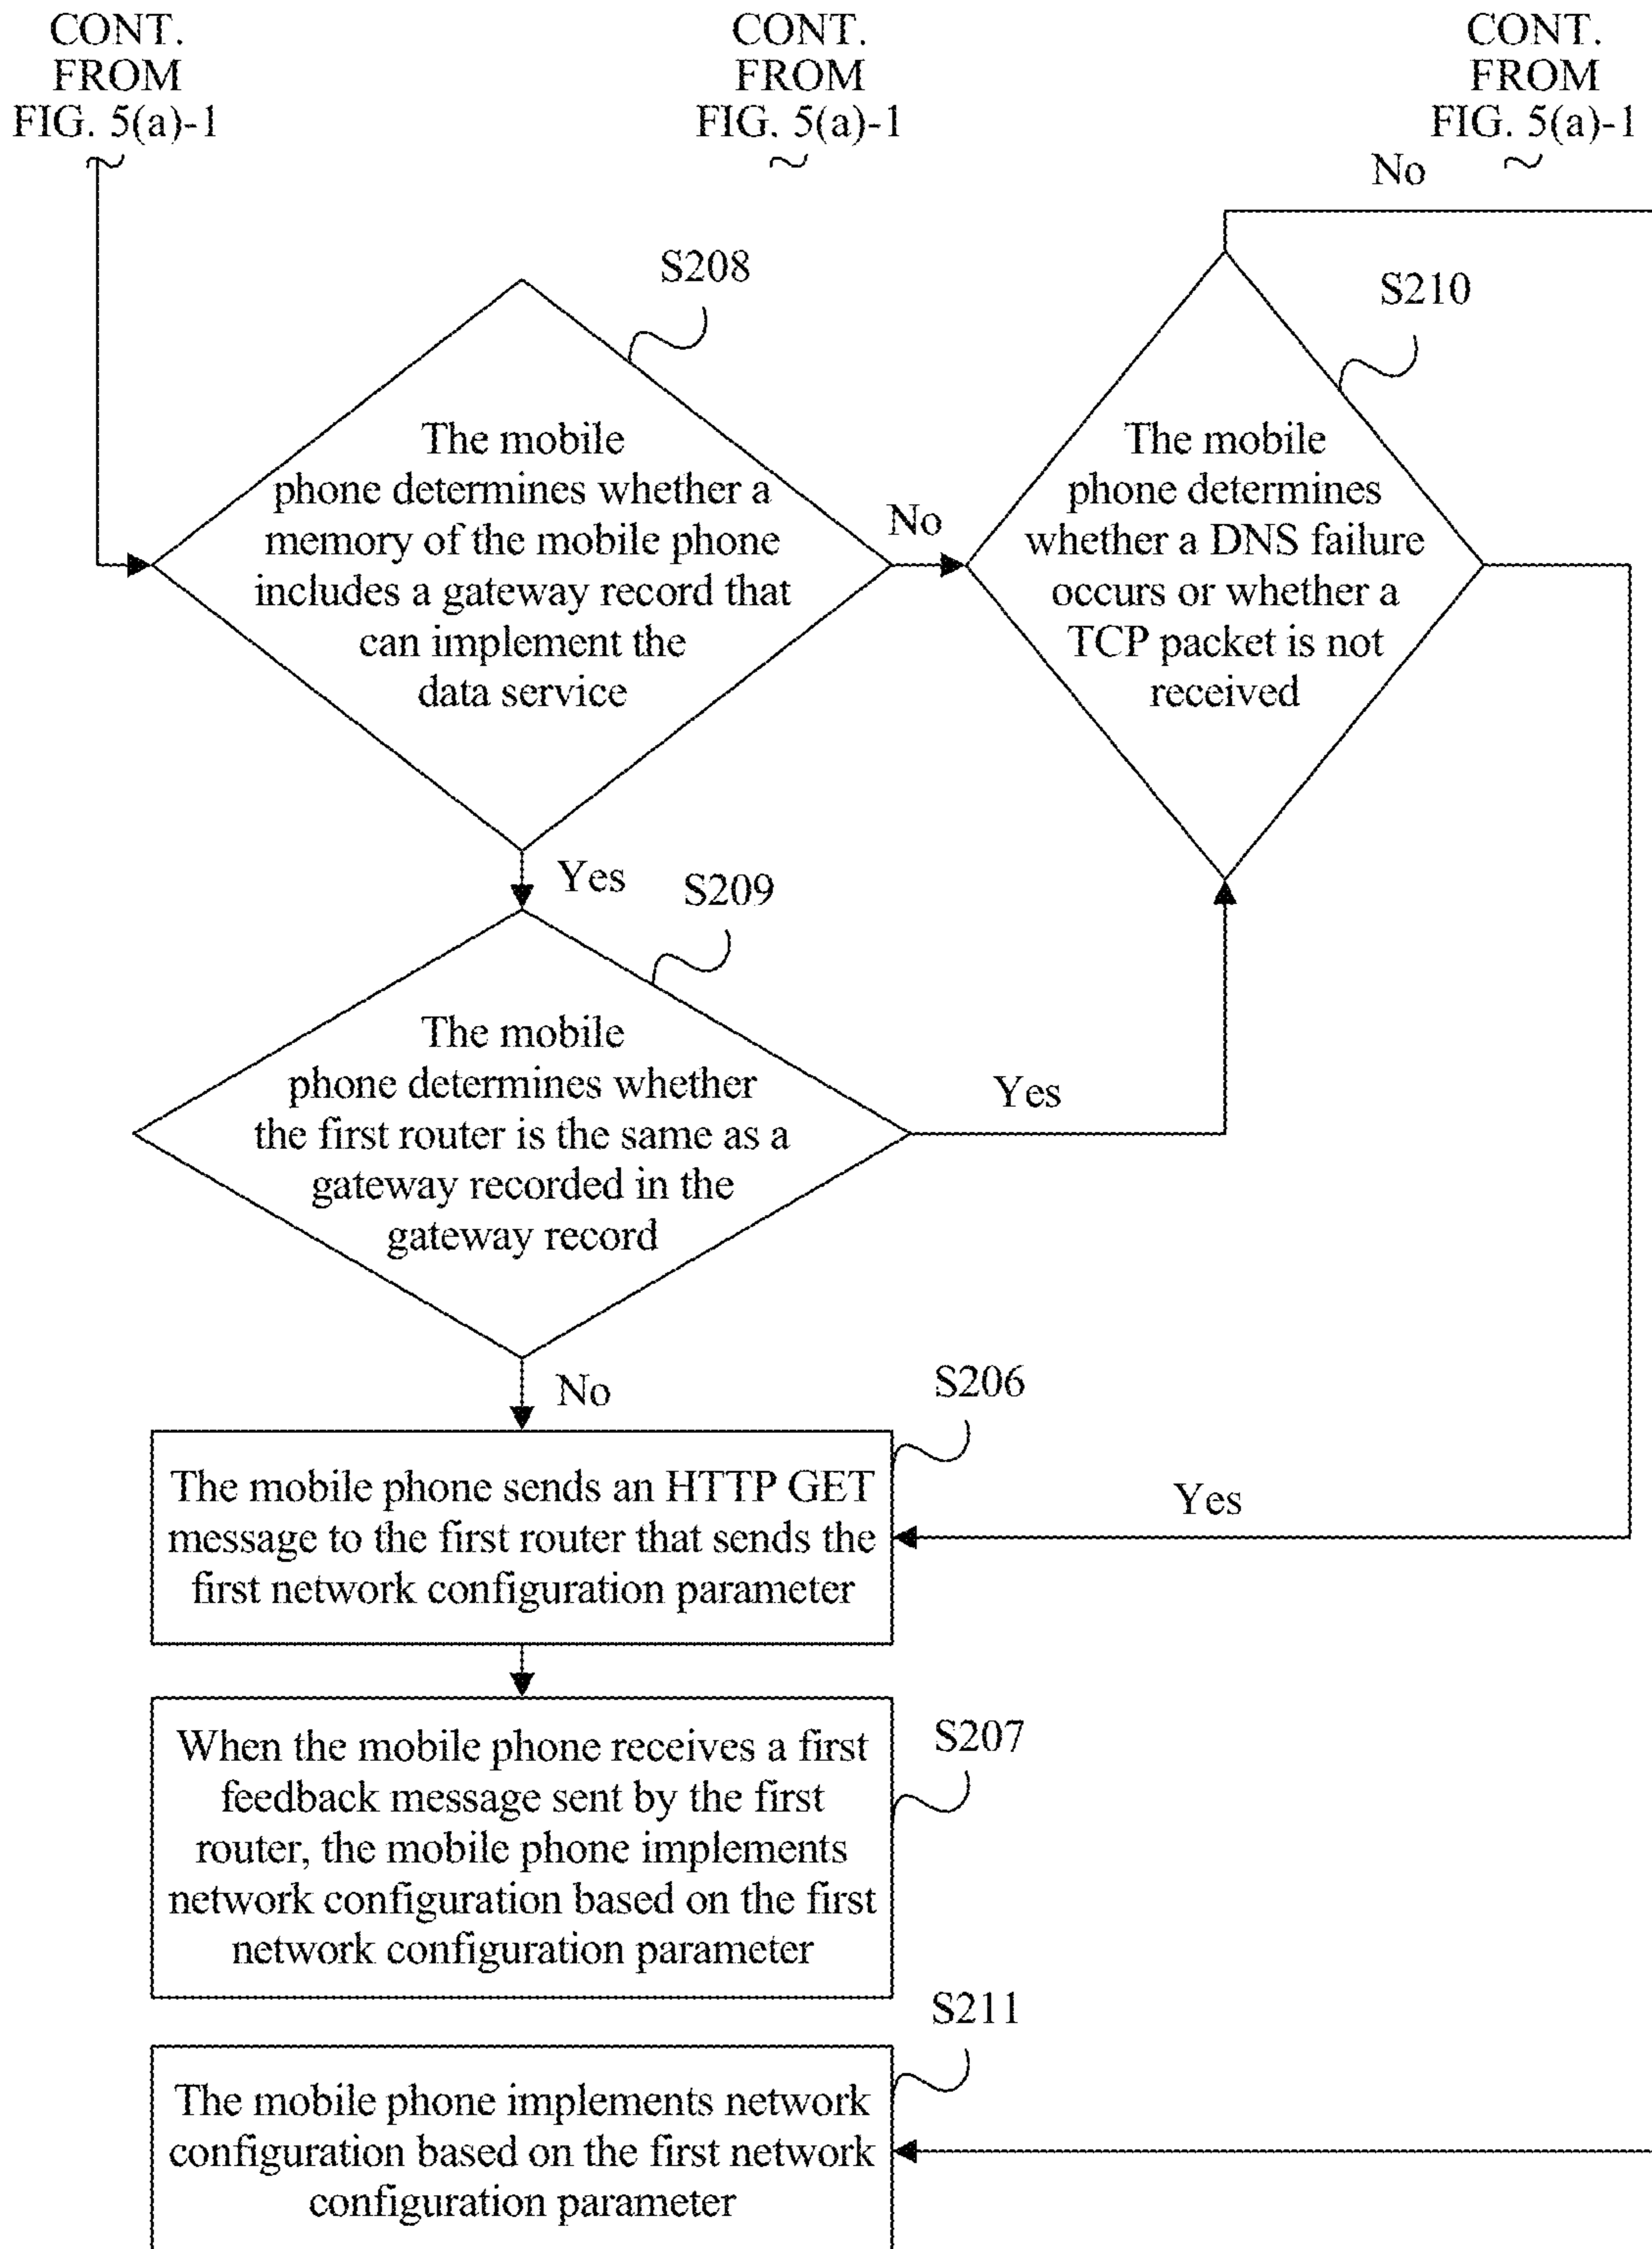 CONT.
FROM
FIG. 5(a)-1
CONT.
FROM
FIG. 5(a)-1
CONT.
FROM
FIG. 5(a)-1
No
S208
S210
The mobile
phone determines whether a
memory of the mobile phone
includes a gateway record that
can implement the
data service
No
The mobile
phone determines
whether a DNS failure
occurs or whether a
TCP packet is not
received
Yes
S209
The mobile
phone determines whether
the first router is the same as a
gateway recorded in the
gateway record
Yes
No
S206
The mobile phone sends an HTTP GET
message to the first router that sends the
first network configuration parameter
Yes
S207
When the mobile phone receives a first
feedback message sent by the first
router, the mobile phone implements
network configuration based on the first
network configuration parameter
S211
The mobile phone implements network
configuration based on the first network
configuration parameter